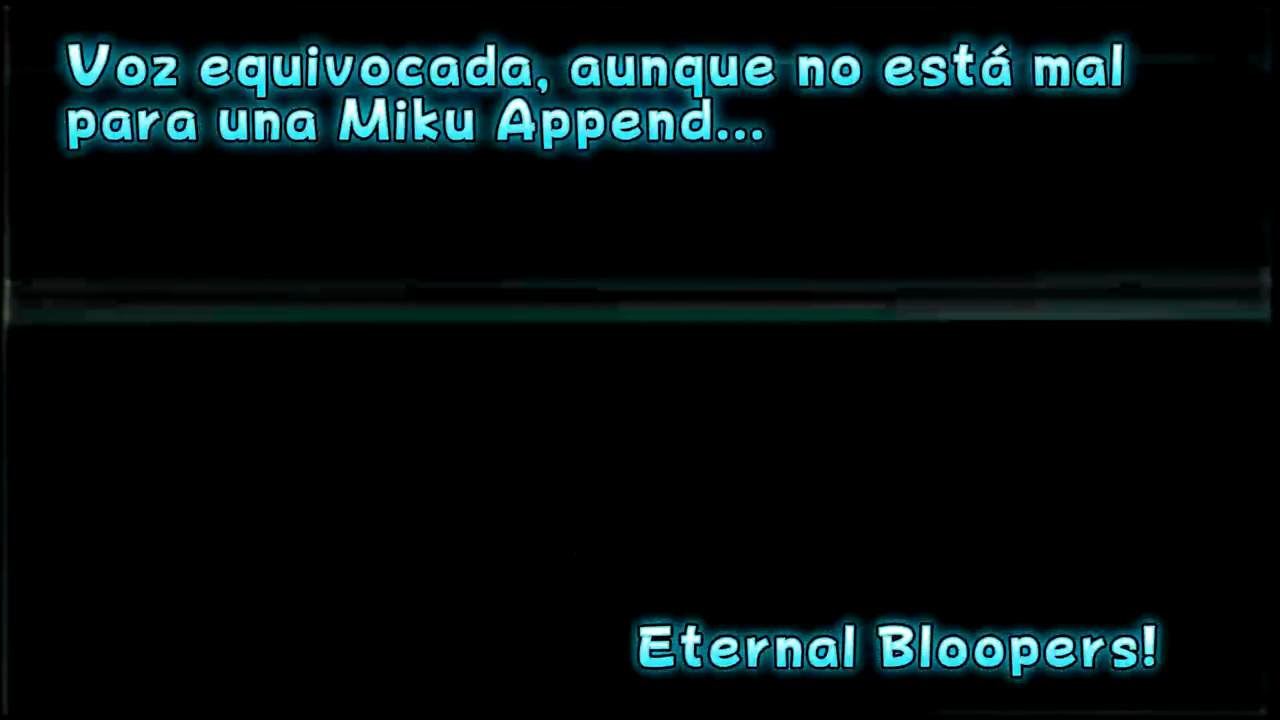 Voz equivocada, aunque no está mal
para una Miku Append...
Eternal Bloopers!